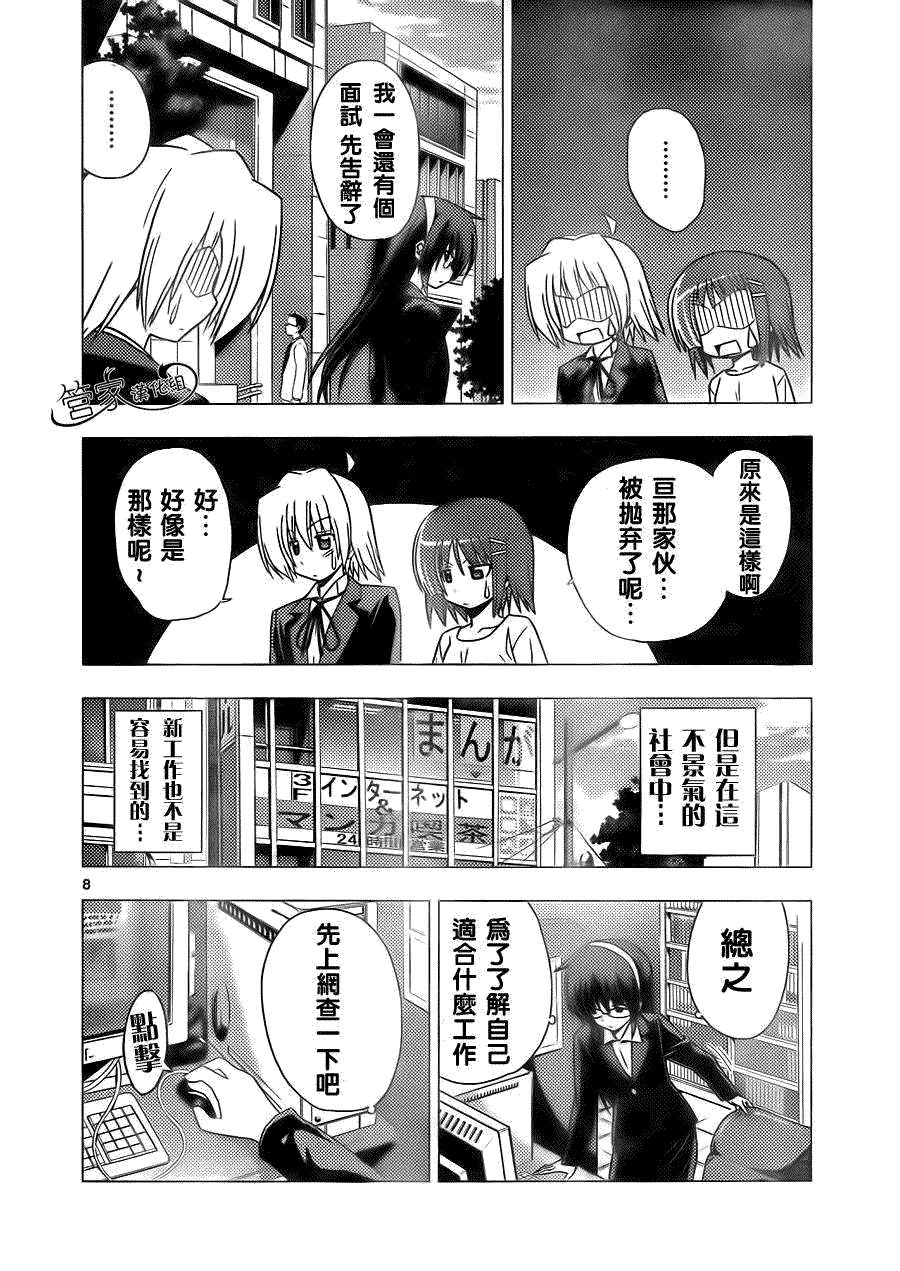 ………
我一會還有個
面試 先告辭了
………
管家漢化組
原來是這樣啊
亘那家伙…
被拋弃了呢…
好…
好像是
那樣呢~
但是在這
不景氣的
社會中…
まんが
3F インターネット
&
マンガ喫茶
24時間営業
ル
新工作也不是
容易找到的…
8
總之
爲了了解自己
適合什麼工作
先上網查一下吧
點擊